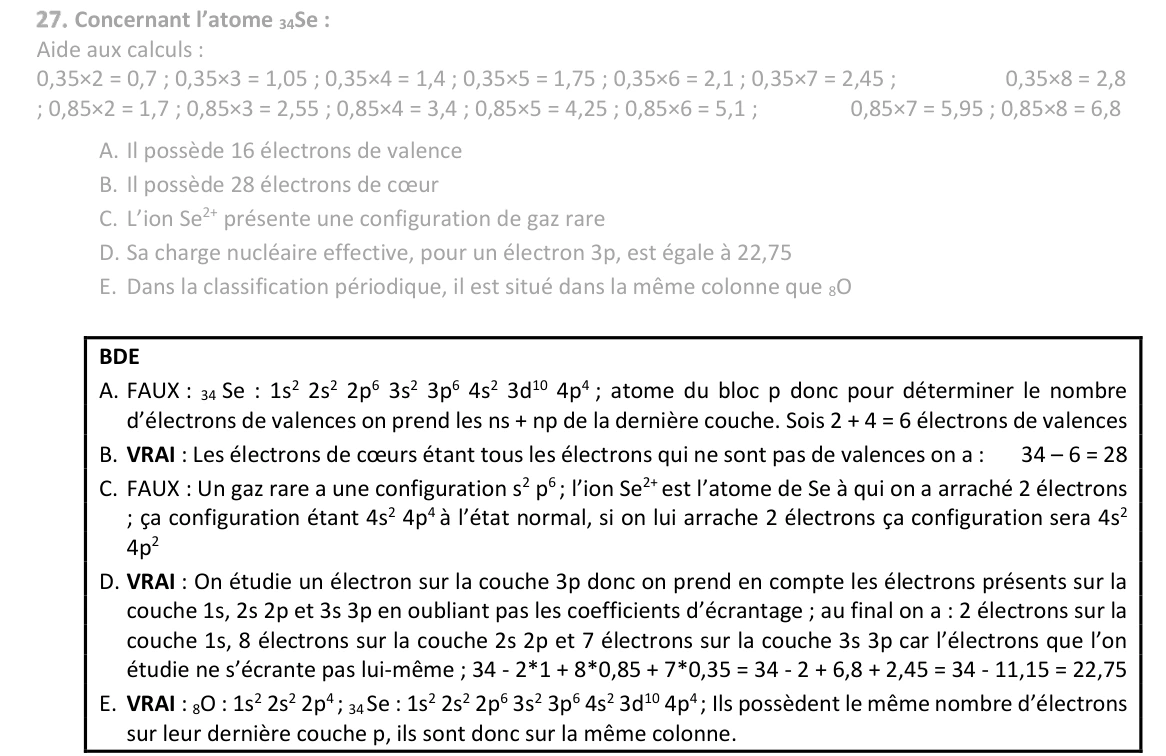 27. Concernant l’atome ₃₄Se :
Aide aux calculs :
0,35×2 = 0,7 ; 0,35×3 = 1,05 ; 0,35×4 = 1,4 ; 0,35×5 = 1,75 ; 0,35×6 = 2,1 ; 0,35×7 = 2,45 ; 0,35×8 = 2,8
; 0,85×2 = 1,7 ; 0,85×3 = 2,55 ; 0,85×4 = 3,4 ; 0,85×5 = 4,25 ; 0,85×6 = 5,1 ; 0,85×7 = 5,95 ; 0,85×8 = 6,8
A. Il possède 16 électrons de valence
B. Il possède 28 électrons de cœur
C. L’ion Se²⁺ présente une configuration de gaz rare
D. Sa charge nucléaire effective, pour un électron 3p, est égale à 22,75
E. Dans la classification périodique, il est situé dans la même colonne que ₈O
BDE
A. FAUX : ₃₄ Se : 1s² 2s² 2p⁶ 3s² 3p⁶ 4s² 3d¹⁰ 4p⁴ ; atome du bloc p donc pour déterminer le nombre
d’électrons de valences on prend les ns + np de la dernière couche. Sois 2 + 4 = 6 électrons de valences
B. VRAI : Les électrons de cœurs étant tous les électrons qui ne sont pas de valences on a : 34 – 6 = 28
C. FAUX : Un gaz rare a une configuration s² p⁶ ; l’ion Se²⁺ est l’atome de Se à qui on a arraché 2 électrons
; ça configuration étant 4s² 4p⁴ à l’état normal, si on lui arrache 2 électrons ça configuration sera 4s²
4p²
D. VRAI : On étudie un électron sur la couche 3p donc on prend en compte les électrons présents sur la
couche 1s, 2s 2p et 3s 3p en oubliant pas les coefficients d’écrantage ; au final on a : 2 électrons sur la
couche 1s, 8 électrons sur la couche 2s 2p et 7 électrons sur la couche 3s 3p car l’électrons que l’on
étudie ne s’écrante pas lui-même ; 34 - 2*1 + 8*0,85 + 7*0,35 = 34 - 2 + 6,8 + 2,45 = 34 - 11,15 = 22,75
E. VRAI : ₈O : 1s² 2s² 2p⁴ ; ₃₄Se : 1s² 2s² 2p⁶ 3s² 3p⁶ 4s² 3d¹⁰ 4p⁴ ; Ils possèdent le même nombre d’électrons
sur leur dernière couche p, ils sont donc sur la même colonne.